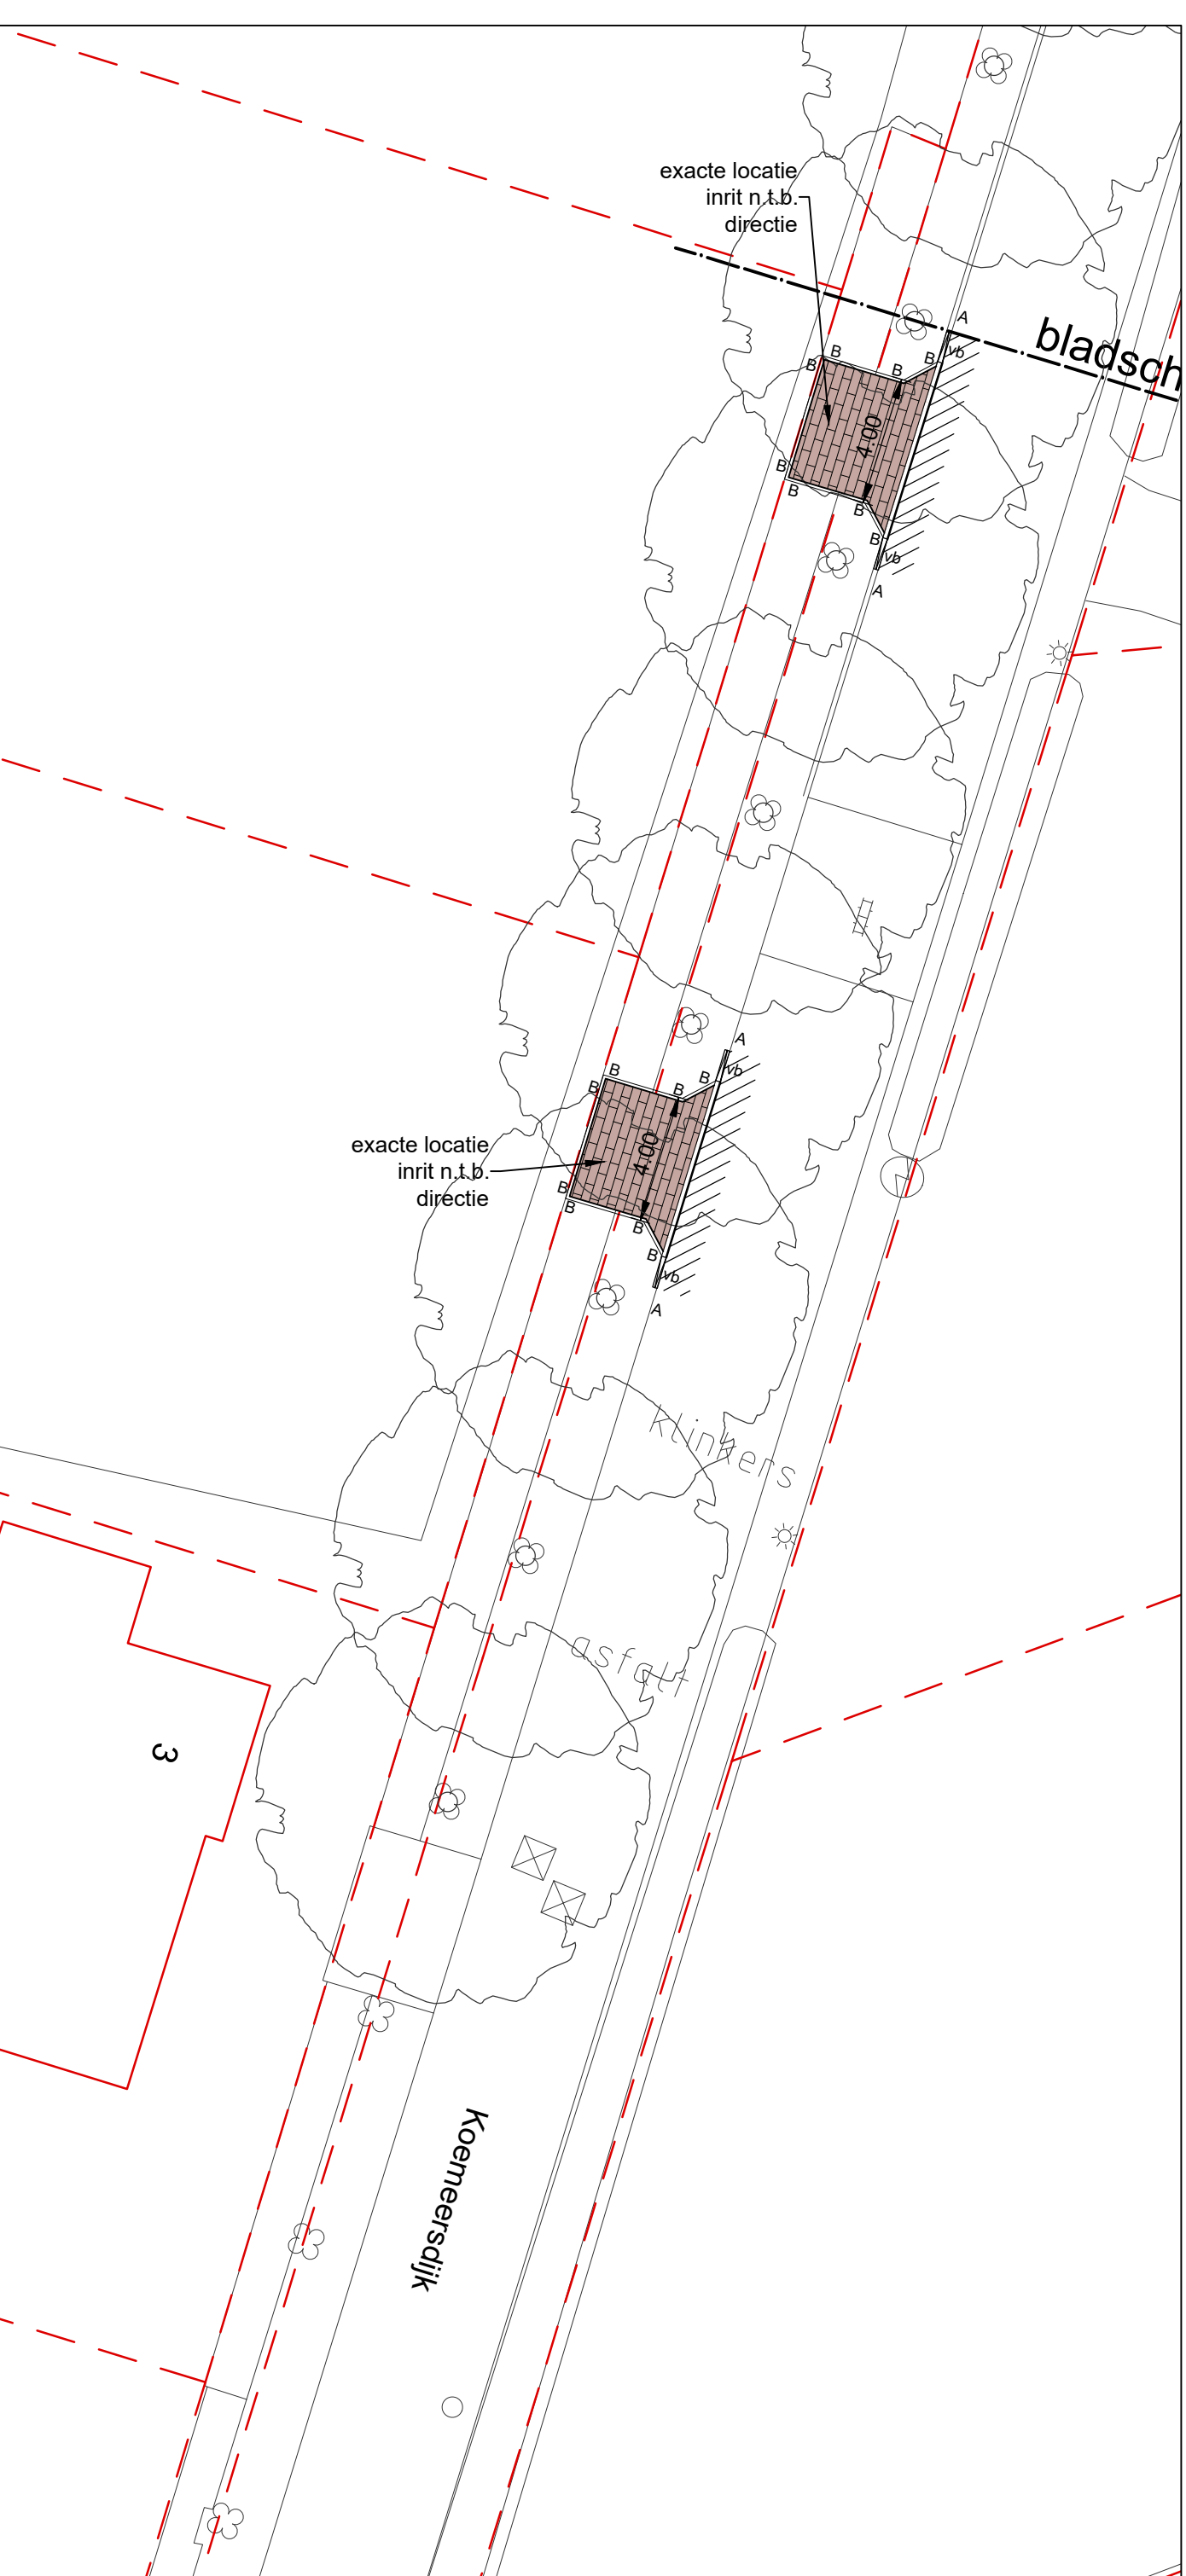 exacte locatie
inrit n.t.b.
directie
A
bladsch
vb
B
B
B
B
4.00
B
B
B
B
vb
A
A
vb
B
B
B
B
exacte locatie
inrit n.t.b.
directie
4.00
B
B
B
B
vb
A
klinkers
asfalt
3
Koemeersdijk